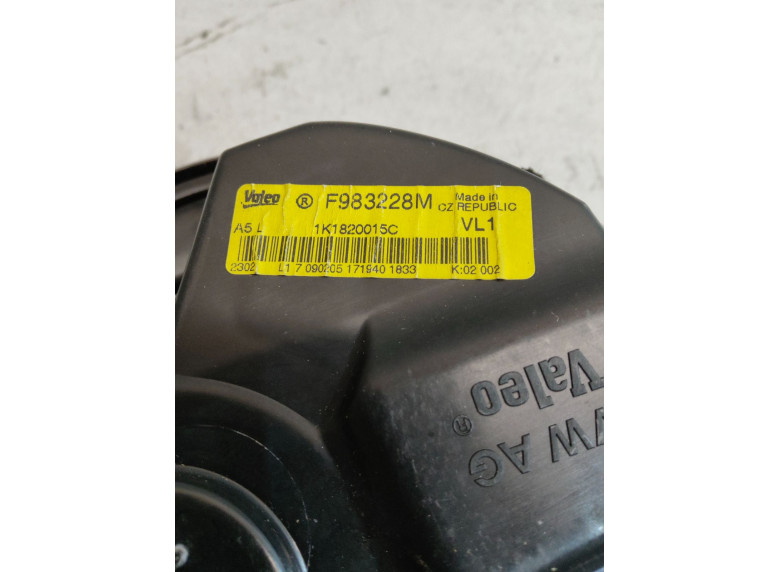 Valeo ® F983228M Made in
CZ REPUBLIC
A5 L 1K1820015C VL1
2302 L1 7 090205 171940 1833 K:02 002
VW AG
Valeo ®